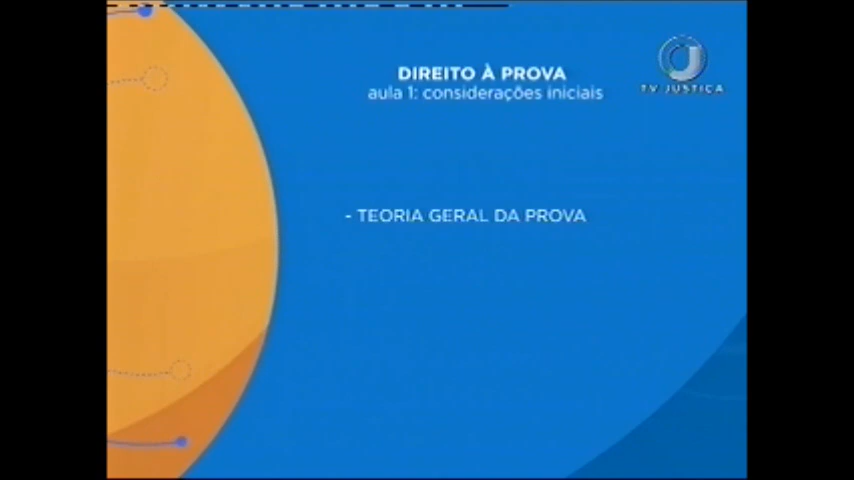 DIREITO À PROVA
aula 1: considerações iniciais
TV JUSTIÇA
- TEORIA GERAL DA PROVA